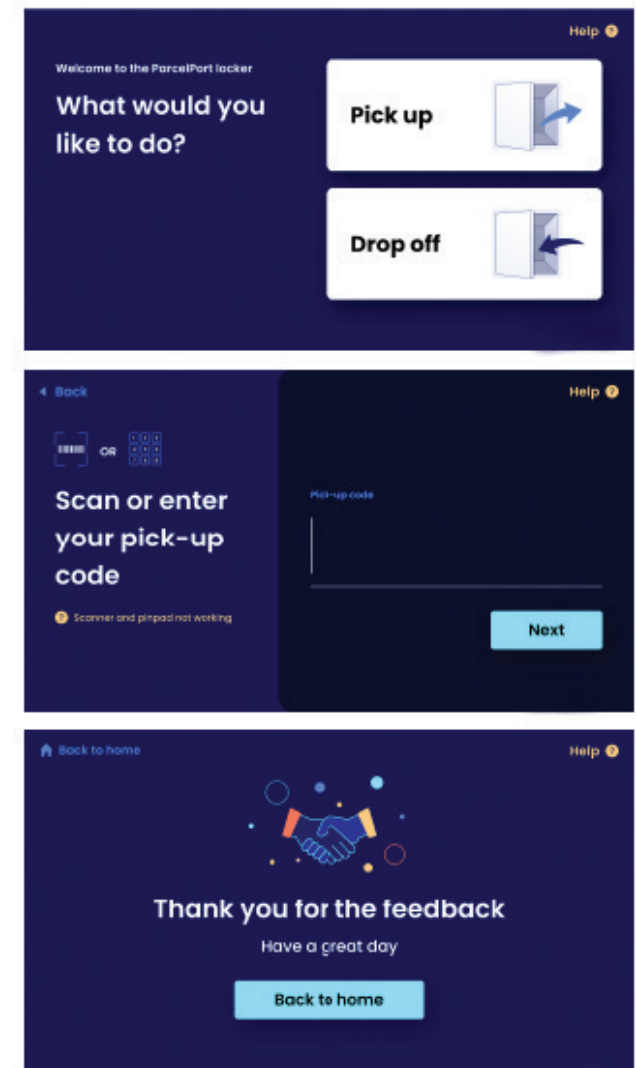 Help ?
Welcome to the ParcelPort locker
What would you
like to do?
Pick up
Drop off
Back
Help ?
OR
Scan or enter
your pick-up
code
? Scanner and pinpad not working
Pick-up code
Next
Back to home
Help ?
Thank you for the feedback
Have a great day
Back to home